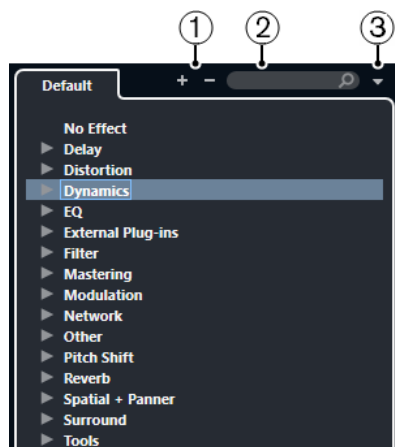 ① ② ③
Default + −
No Effect
Delay
Distortion
Dynamics
EQ
External Plug-ins
Filter
Mastering
Modulation
Network
Other
Pitch Shift
Reverb
Spatial + Panner
Surround
Tools